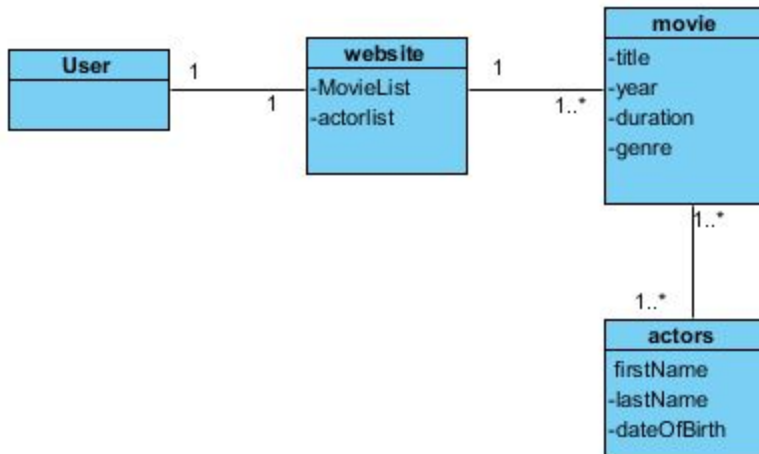 User
1
1
website
-MovieList
-actorlist
1
1..*
movie
-title
-year
-duration
-genre
1..*
1..*
actors
firstName
-lastName
-dateOfBirth